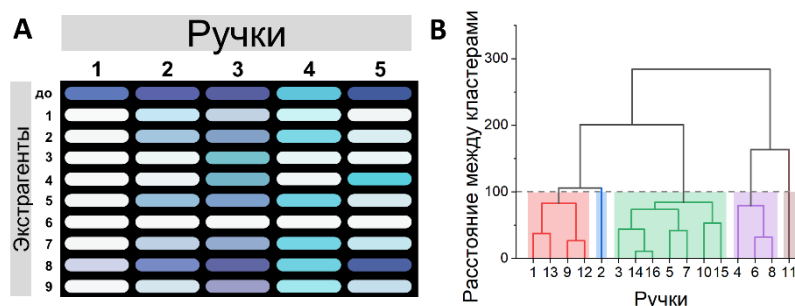 A
Ручки
1 2 3 4 5
Экстрагенты
до
1
2
3
4
5
6
7
8
9
B
Расстояние между кластерами
300
200
100
0
1 13 9 12 2 3 14 16 5 7 10 15 4 6 8 11
Ручки